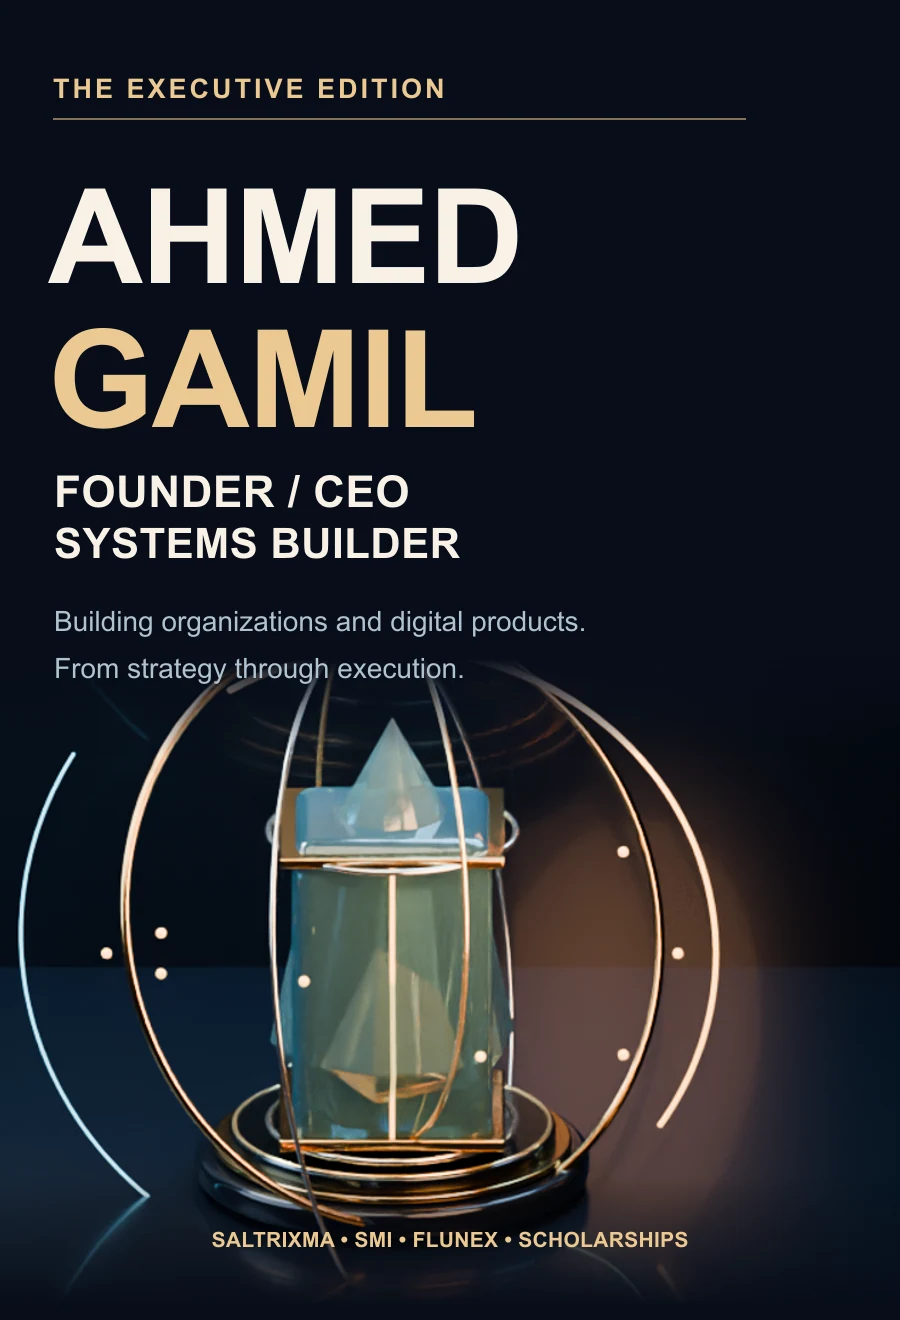 THE EXECUTIVE EDITION
AHMED
GAMIL
FOUNDER / CEO
SYSTEMS BUILDER
Building organizations and digital products.
From strategy through execution.
SALTRIXMA • SMI • FLUNEX • SCHOLARSHIPS